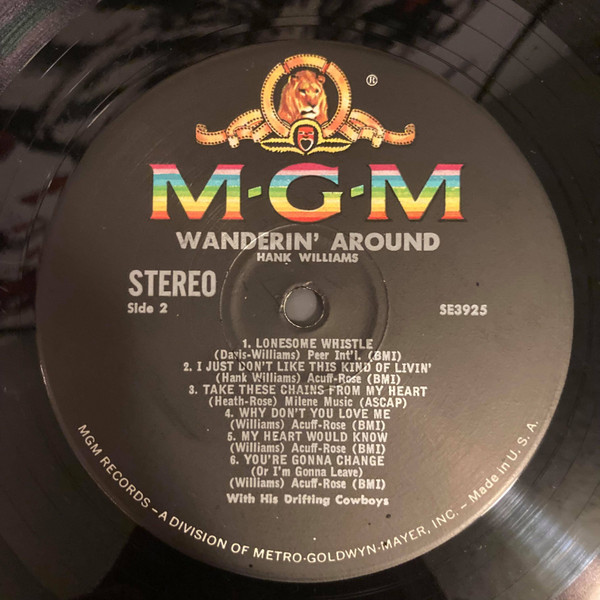 ®
M·G·M
WANDERIN' AROUND
HANK WILLIAMS
STEREO
Side 2
SE3925
1. LONESOME WHISTLE
(Davis-Williams) Peer Int'l. (BMI)
2. I JUST DON'T LIKE THIS KIND OF LIVIN'
(Hank Williams) Acuff-Rose (BMI)
3. TAKE THESE CHAINS FROM MY HEART
(Heath-Rose) Milene Music (ASCAP)
4. WHY DON'T YOU LOVE ME
(Williams) Acuff-Rose (BMI)
5. MY HEART WOULD KNOW
(Williams) Acuff-Rose (BMI)
6. YOU'RE GONNA CHANGE
(Or I'm Gonna Leave)
(Williams) Acuff-Rose (BMI)
With His Drifting Cowboys
MGM RECORDS – A DIVISION OF METRO-GOLDWYN-MAYER, INC. – Made in U. S. A.